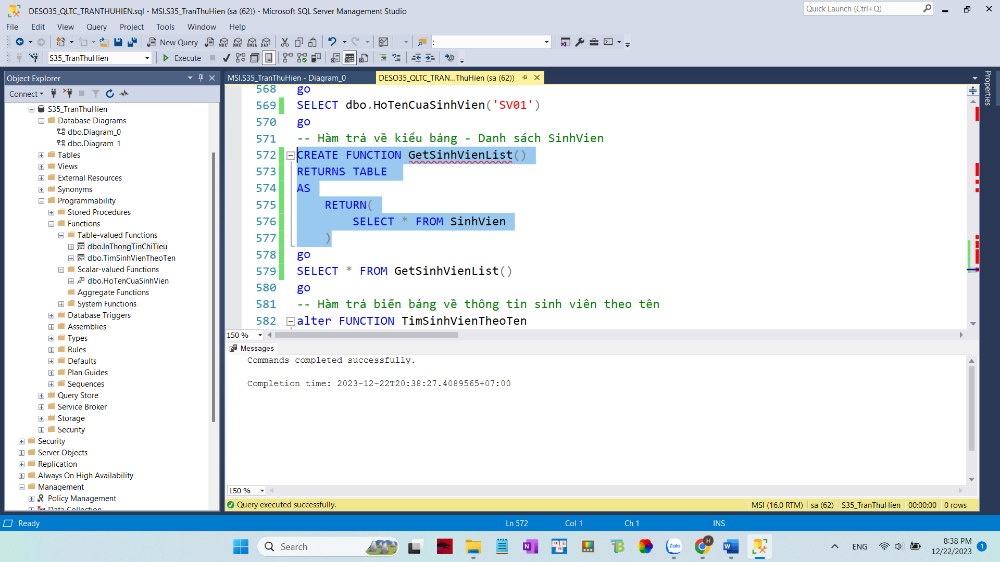 DESO35_QLTC_TRANTHUHIEN.sql - MSI.S35_TranThuHien (sa (62)) - Microsoft SQL Server Management Studio
Quick Launch (Ctrl+Q)
File Edit View Query Project Tools Window Help
New Query MDX DMX XMLA DAX :
S35_TranThuHien Execute
Object Explorer
Connect
S35_TranThuHien
Database Diagrams
dbo.Diagram_0
dbo.Diagram_1
Tables
Views
External Resources
Synonyms
Programmability
Stored Procedures
Functions
Table-valued Functions
dbo.InThongTinChiTieu
dbo.TimSinhVienTheoTen
Scalar-valued Functions
dbo.HoTenCuaSinhVien
Aggregate Functions
System Functions
Database Triggers
Assemblies
Types
Rules
Defaults
Plan Guides
Sequences
Query Store
Service Broker
Storage
Security
Security
Server Objects
Replication
Always On High Availability
Management
Policy Management
Data Collection
MSI.S35_TranThuHien - Diagram_0
DESO35_QLTC_TRAN...ThuHien (sa (62))
568 go
569 SELECT dbo.HoTenCuaSinhVien('SV01')
570 go
571 -- Hàm trả về kiểu bảng - Danh sách SinhVien
572 CREATE FUNCTION GetSinhVienList()
573 RETURNS TABLE
574 AS
575 RETURN(
576 SELECT * FROM SinhVien
577 )
578 go
579 SELECT * FROM GetSinhVienList()
580 go
581 -- Hàm trả biến bảng về thông tin sinh viên theo tên
582 alter FUNCTION TimSinhVienTheoTen
150 %
Messages
Commands completed successfully.
Completion time: 2023-12-22T20:38:27.4089565+07:00
150 %
Query executed successfully. MSI (16.0 RTM) sa (62) S35_TranThuHien 00:00:00 0 rows
Properties
Ready Ln 572 Col 1 Ch 1 INS
Search
Zalo
H
ENG
8:38 PM
12/22/2023
1